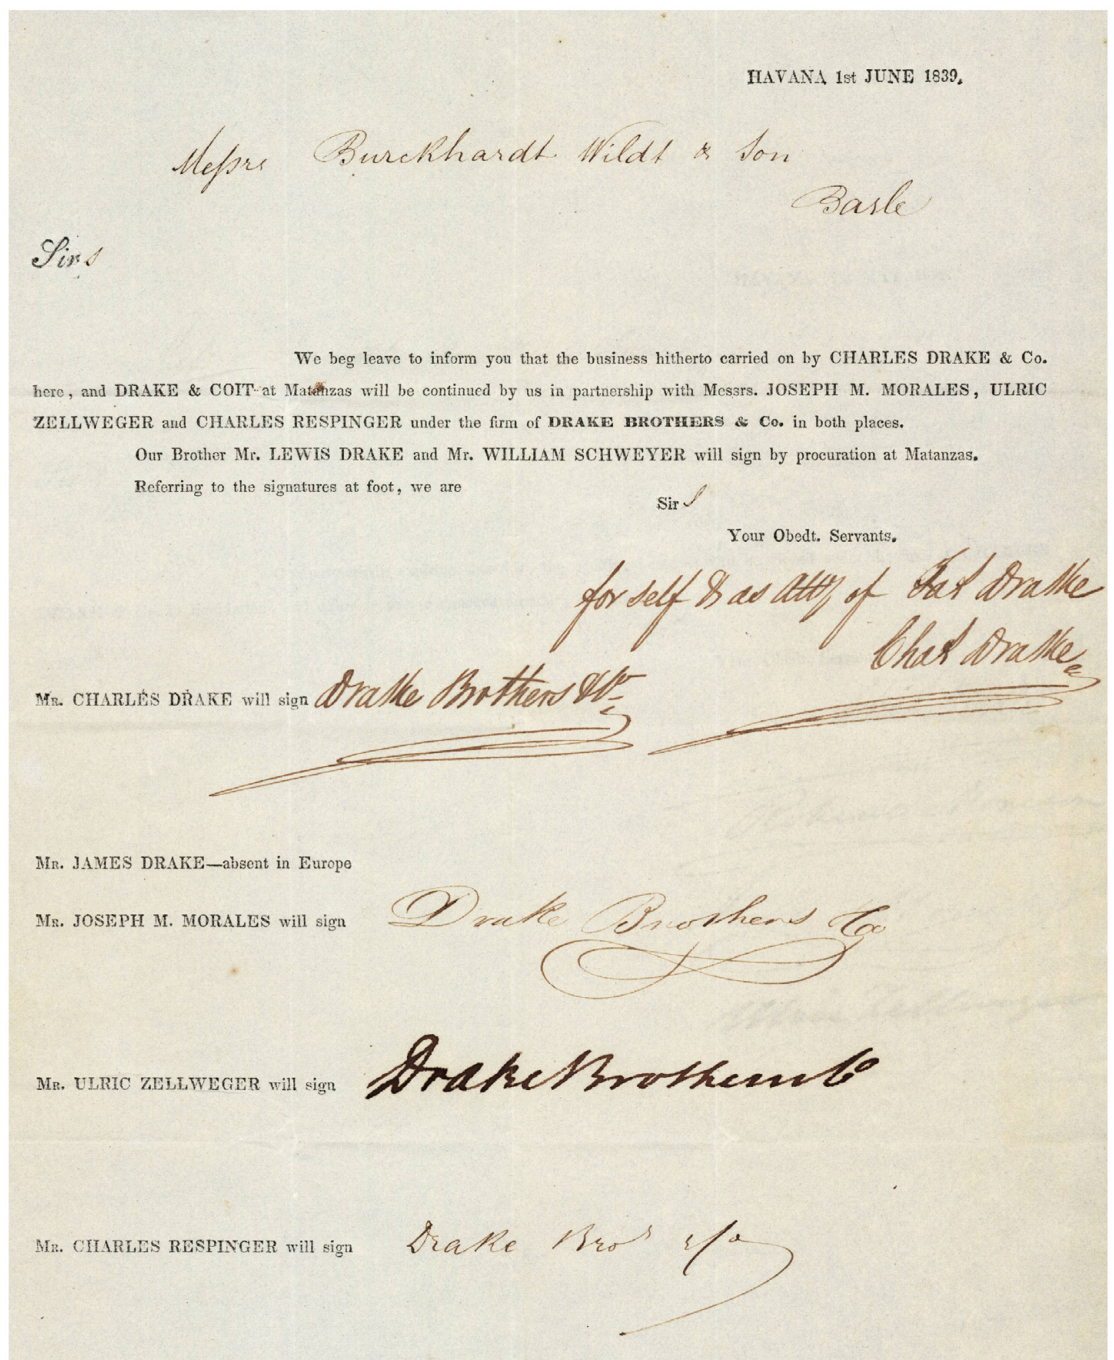 HAVANA 1st JUNE 1839.
Messrs Burckhardt Wildt & Son
Basle
Sirs
We beg leave to inform you that the business hitherto carried on by CHARLES DRAKE & Co.
here, and DRAKE & COIT at Matanzas will be continued by us in partnership with Messrs. JOSEPH M. MORALES, ULRIC
ZELLWEGER and CHARLES RESPINGER under the firm of DRAKE BROTHERS & Co. in both places.
Our Brother Mr. LEWIS DRAKE and Mr. WILLIAM SCHWEYER will sign by procuration at Matanzas.
Referring to the signatures at foot, we are
Sirs
Your Obedt. Servants.
for self & as Atty of Jas Drake
Chas Drake
Mr. CHARLES DRAKE will sign Drake Brothers & Co
Mr. JAMES DRAKE—absent in Europe
Mr. JOSEPH M. MORALES will sign Drake Brothers & Co
Mr. ULRIC ZELLWEGER will sign Drake Brothers Co
Mr. CHARLES RESPINGER will sign Drake Bros & Co